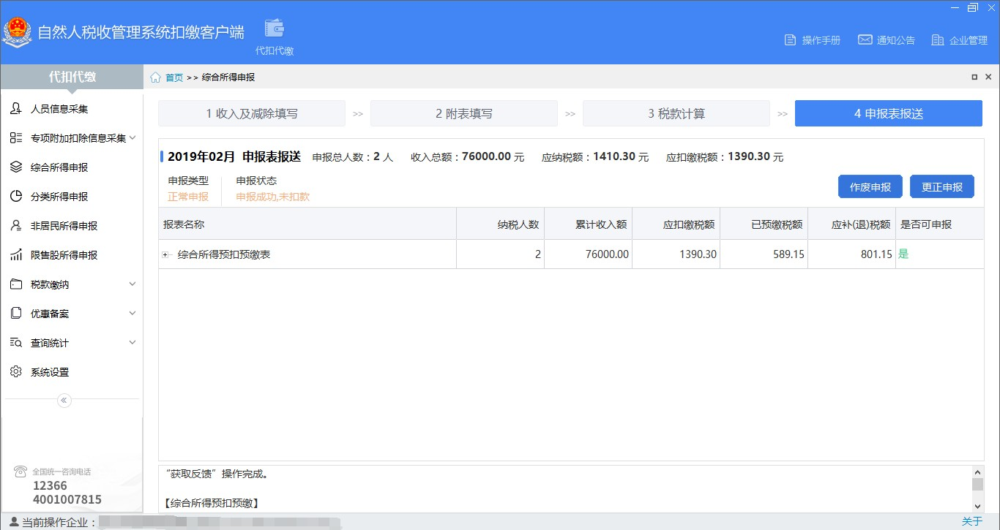 自然人税收管理系统扣缴客户端
代扣代缴
操作手册 通知公告 企业管理
代扣代缴
首页 >> 综合所得申报
人员信息采集
专项附加扣除信息采集
综合所得申报
分类所得申报
非居民所得申报
限售股所得申报
税款缴纳
优惠备案
查询统计
系统设置
全国统一咨询电话
12366
4001007815
1 收入及减除填写 >> 2 附表填写 >> 3 税款计算 >> 4 申报表报送
2019年02月 申报表报送 申报总人数：2 人 收入总额：76000.00 元 应纳税额：1410.30 元 应扣缴税额：1390.30 元
申报类型 申报状态
正常申报 申报成功,未扣款
作废申报 更正申报
报表名称 纳税人数 累计收入额 应扣缴税额 已预缴税额 应补(退)税额 是否可申报
综合所得预扣预缴表 2 76000.00 1390.30 589.15 801.15 是
“获取反馈”操作完成。
【综合所得预扣预缴】
当前操作企业：
关于